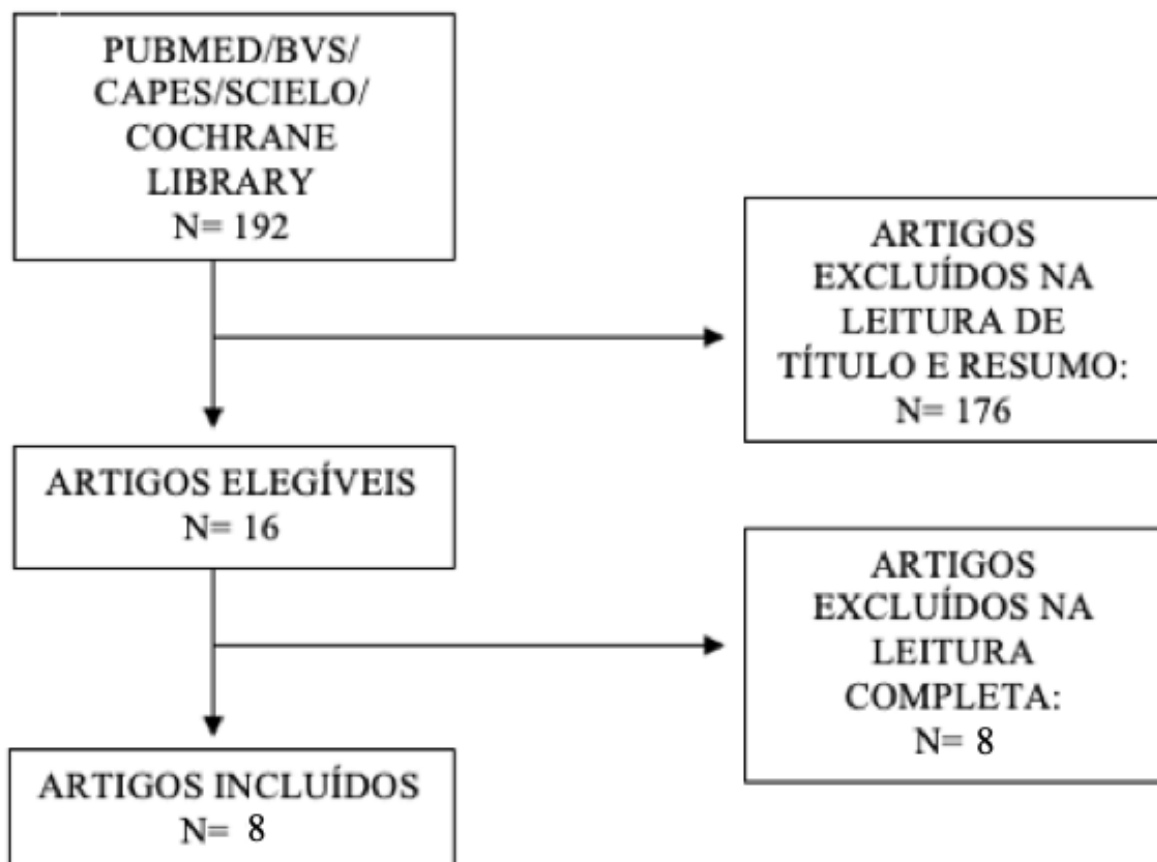 PUBMED/BVS/
CAPES/SCIELO/
COCHRANE
LIBRARY
N= 192
ARTIGOS
EXCLUÍDOS NA
LEITURA DE
TÍTULO E RESUMO:
N= 176
ARTIGOS ELEGÍVEIS
N= 16
ARTIGOS
EXCLUÍDOS NA
LEITURA
COMPLETA:
N= 8
ARTIGOS INCLUÍDOS
N= 8